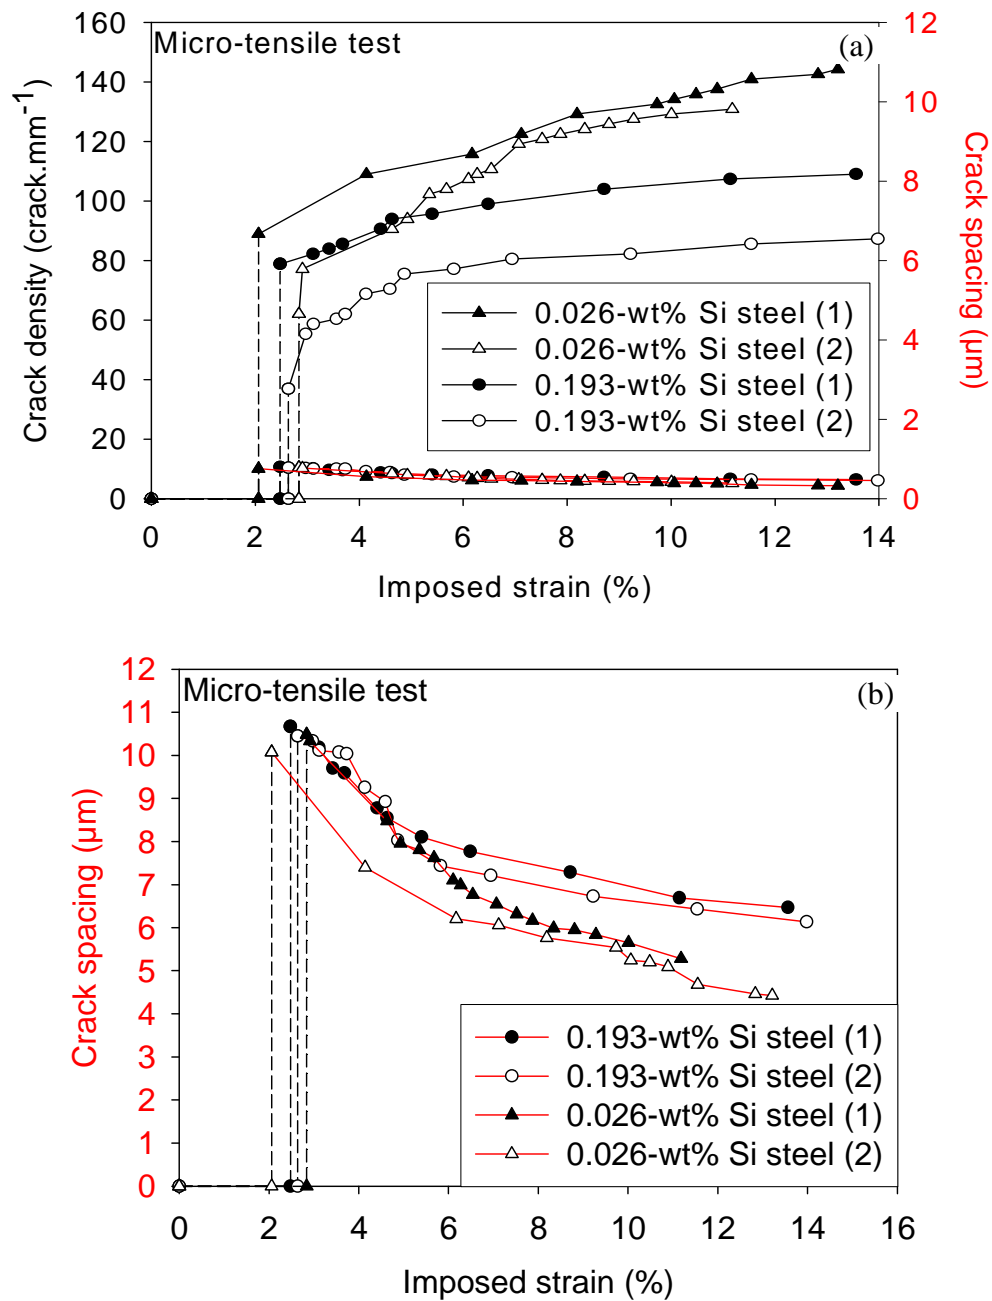 Micro-tensile test
(a)
Crack density (crack.mm-1)
160
140
120
100
80
60
40
20
0
12
10
8
6
4
2
0
Crack spacing (µm)
0.026-wt% Si steel (1)
0.026-wt% Si steel (2)
0.193-wt% Si steel (1)
0.193-wt% Si steel (2)
0 2 4 6 8 10 12 14
Imposed strain (%)
Micro-tensile test
(b)
Crack spacing (µm)
12
11
10
9
8
7
6
5
4
3
2
1
0
0.193-wt% Si steel (1)
0.193-wt% Si steel (2)
0.026-wt% Si steel (1)
0.026-wt% Si steel (2)
0 2 4 6 8 10 12 14 16
Imposed strain (%)